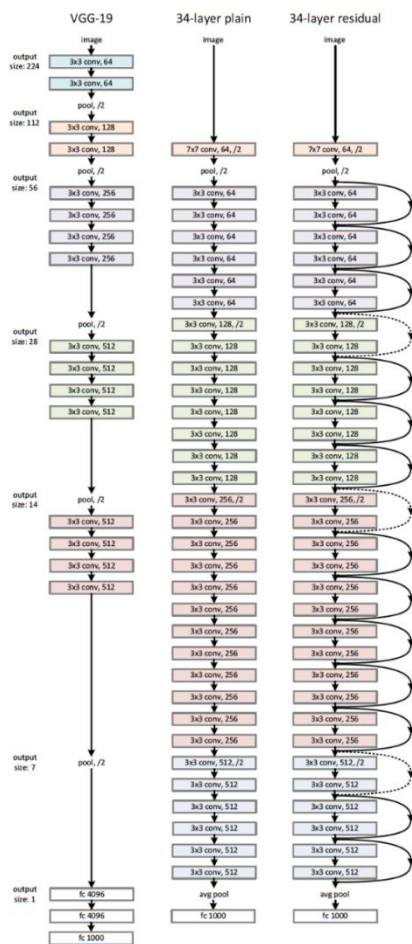 VGG-19
image
output
size: 224
3x3 conv, 64
3x3 conv, 64
pool, /2
output
size: 112
3x3 conv, 128
3x3 conv, 128
pool, /2
output
size: 56
3x3 conv, 256
3x3 conv, 256
3x3 conv, 256
3x3 conv, 256
pool, /2
output
size: 28
3x3 conv, 512
3x3 conv, 512
3x3 conv, 512
3x3 conv, 512
pool, /2
output
size: 14
3x3 conv, 512
3x3 conv, 512
3x3 conv, 512
3x3 conv, 512
output
size: 7
pool, /2
output
size: 1
fc 4096
fc 4096
fc 1000
34-layer plain
image
7x7 conv, 64, /2
pool, /2
3x3 conv, 64
3x3 conv, 64
3x3 conv, 64
3x3 conv, 64
3x3 conv, 64
3x3 conv, 64
3x3 conv, 128, /2
3x3 conv, 128
3x3 conv, 128
3x3 conv, 128
3x3 conv, 128
3x3 conv, 128
3x3 conv, 128
3x3 conv, 128
3x3 conv, 256, /2
3x3 conv, 256
3x3 conv, 256
3x3 conv, 256
3x3 conv, 256
3x3 conv, 256
3x3 conv, 256
3x3 conv, 256
3x3 conv, 256
3x3 conv, 256
3x3 conv, 256
3x3 conv, 256
3x3 conv, 512, /2
3x3 conv, 512
3x3 conv, 512
3x3 conv, 512
3x3 conv, 512
3x3 conv, 512
avg pool
fc 1000
34-layer residual
image
7x7 conv, 64, /2
pool, /2
3x3 conv, 64
3x3 conv, 64
3x3 conv, 64
3x3 conv, 64
3x3 conv, 64
3x3 conv, 64
3x3 conv, 128, /2
3x3 conv, 128
3x3 conv, 128
3x3 conv, 128
3x3 conv, 128
3x3 conv, 128
3x3 conv, 128
3x3 conv, 128
3x3 conv, 256, /2
3x3 conv, 256
3x3 conv, 256
3x3 conv, 256
3x3 conv, 256
3x3 conv, 256
3x3 conv, 256
3x3 conv, 256
3x3 conv, 256
3x3 conv, 256
3x3 conv, 256
3x3 conv, 256
3x3 conv, 512, /2
3x3 conv, 512
3x3 conv, 512
3x3 conv, 512
3x3 conv, 512
3x3 conv, 512
avg pool
fc 1000